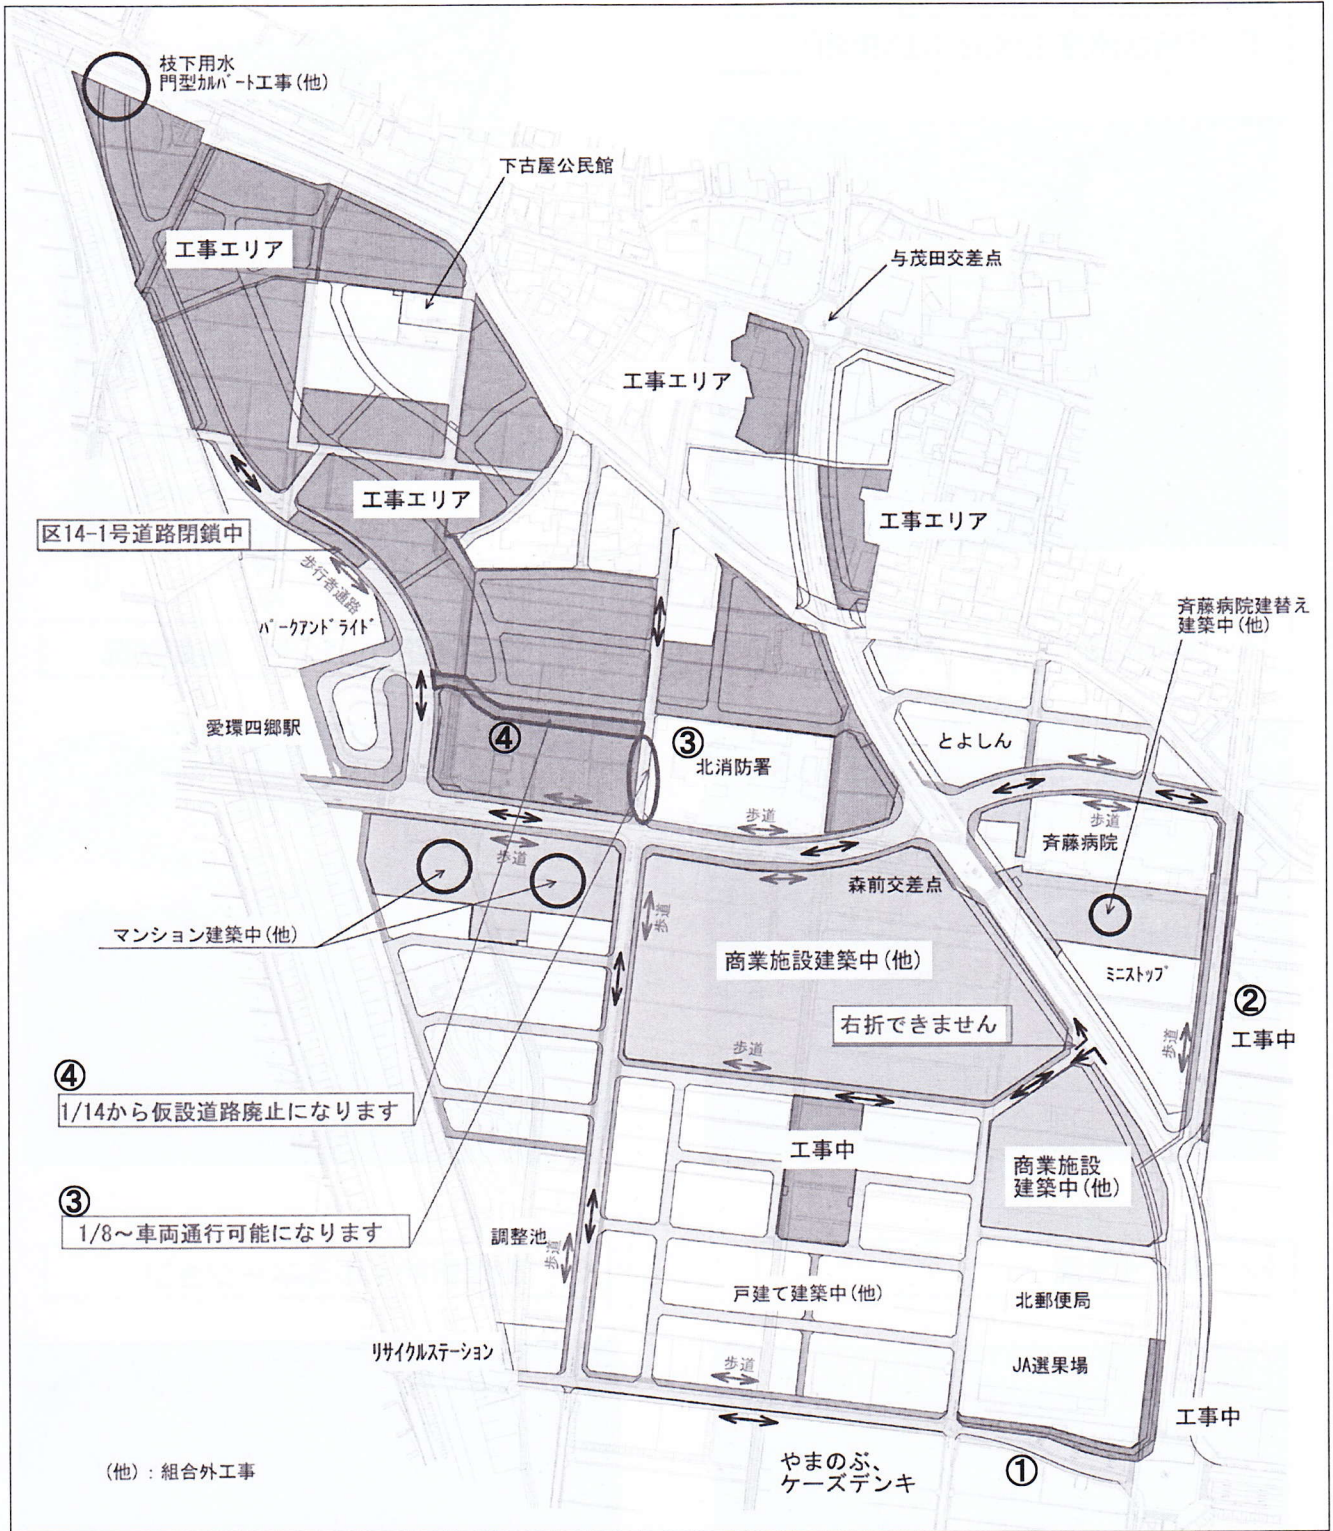 枝下用水
門型ｶﾙﾊﾞｰﾄ工事(他)
下古屋公民館
工事エリア
与茂田交差点
工事エリア
工事エリア
工事エリア
区14-1号道路閉鎖中
歩行者通路
ﾊﾟｰｸｱﾝﾄﾞﾗｲﾄﾞ
斉藤病院建替え
建築中(他)
愛環四郷駅
④
③
北消防署
とよしん
歩道
歩道
斉藤病院
歩道
森前交差点
マンション建築中(他)
歩道
商業施設建築中(他)
ﾐﾆｽﾄｯﾌﾟ
右折できません
②
工事中
歩道
歩道
④
1/14から仮設道路廃止になります
工事中
商業施設
建築中(他)
③
1/8～車両通行可能になります
調整池
歩道
戸建て建築中(他)
北郵便局
リサイクルステーション
歩道
JA選果場
工事中
やまのぶ、
ケーズデンキ
①
(他)：組合外工事